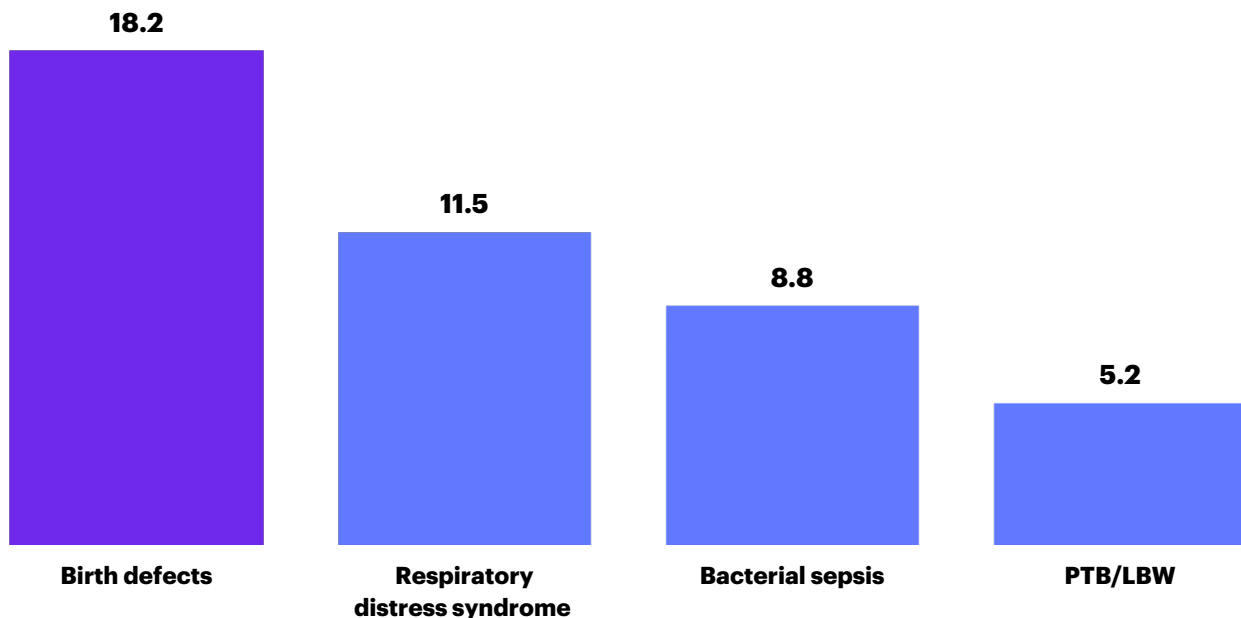 18.2
11.5
8.8
5.2
Birth defects
Respiratory
distress syndrome
Bacterial sepsis
PTB/LBW